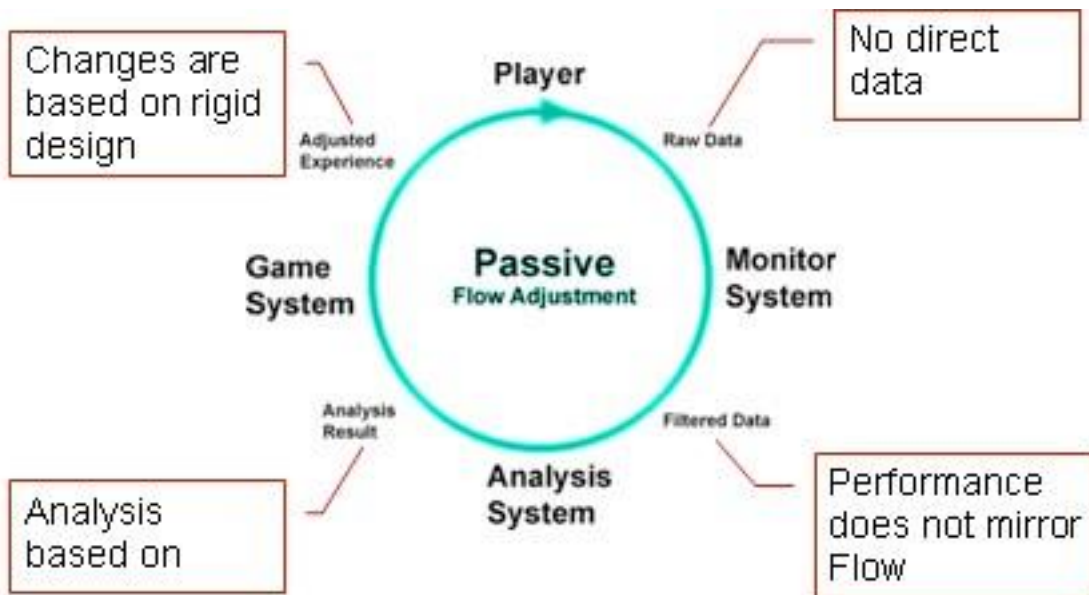 Changes are
based on rigid
design
No direct
data
Player
Adjusted
Experience
Raw Data
Game
System
Passive
Flow Adjustment
Monitor
System
Analysis
Result
Filtered Data
Analysis
System
Analysis
based on
Performance
does not mirror
Flow